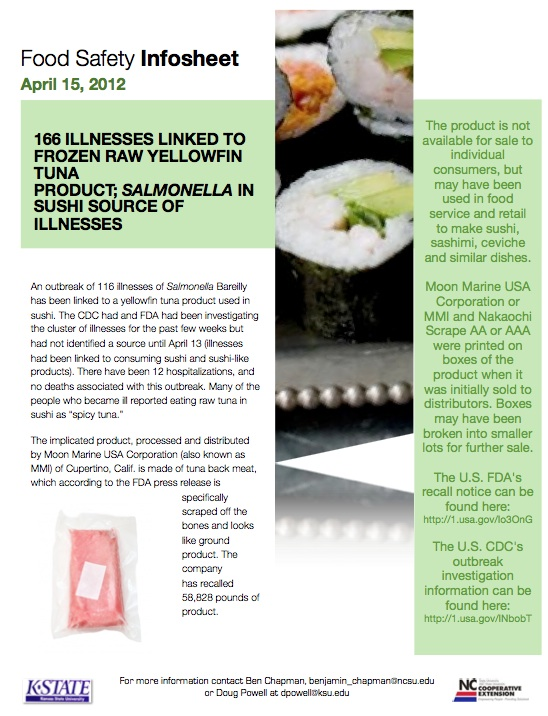 Food Safety Infosheet
April 15, 2012
166 ILLNESSES LINKED TO
FROZEN RAW YELLOWFIN
TUNA
PRODUCT; SALMONELLA IN
SUSHI SOURCE OF
ILLNESSES
An outbreak of 116 illnesses of Salmonella Bareilly
has been linked to a yellowfin tuna product used in
sushi. The CDC had and FDA had been investigating
the cluster of illnesses for the past few weeks but
had not identified a source until April 13 (illnesses
had been linked to consuming sushi and sushi-like
products). There have been 12 hospitalizations, and
no deaths associated with this outbreak. Many of the
people who became ill reported eating raw tuna in
sushi as “spicy tuna.”
The implicated product, processed and distributed
by Moon Marine USA Corporation (also known as
MMI) of Cupertino, Calif. is made of tuna back meat,
which according to the FDA press release is
specifically
scraped off the
bones and looks
like ground
product. The
company
has recalled
58,828 pounds of
product.
The product is not
available for sale to
individual
consumers, but
may have been
used in food
service and retail
to make sushi,
sashimi, ceviche
and similar dishes.
Moon Marine USA
Corporation or
MMI and Nakaochi
Scrape AA or AAA
were printed on
boxes of the
product when it
was initially sold to
distributors. Boxes
may have been
broken into smaller
lots for further sale.
The U.S. FDA's
recall notice can be
found here:
http://1.usa.gov/Io3OnG
The U.S. CDC's
outbreak
investigation
information can be
found here:
http://1.usa.gov/INbobT
K-STATE
Kansas State University
For more information contact Ben Chapman, benjamin_chapman@ncsu.edu
or Doug Powell at dpowell@ksu.edu
NC
COOPERATIVE
EXTENSION